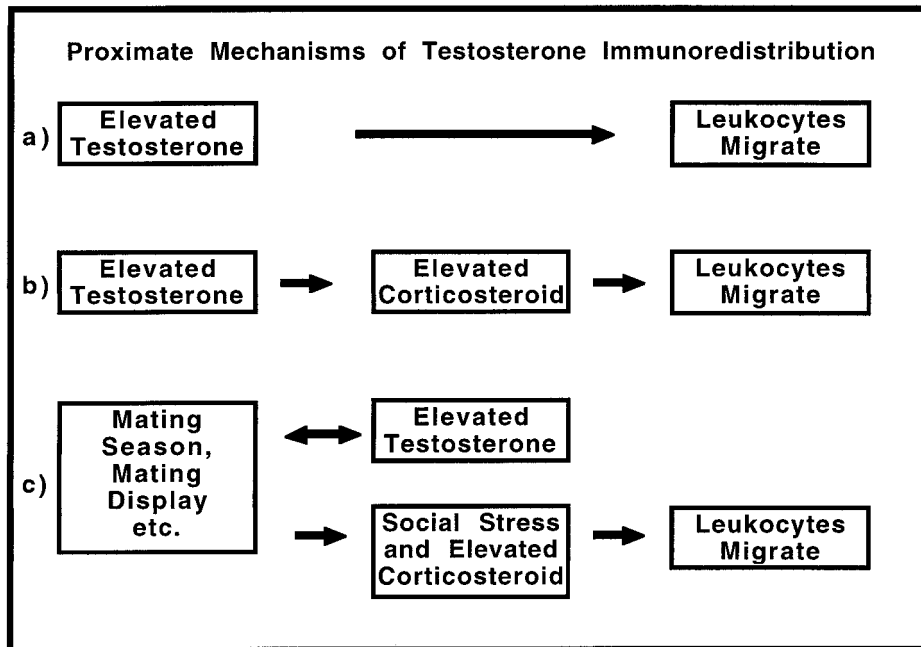 Proximate Mechanisms of Testosterone Immunoredistribution
a)
Elevated
Testosterone
Leukocytes
Migrate
b)
Elevated
Testosterone
Elevated
Corticosteroid
Leukocytes
Migrate
c)
Mating
Season,
Mating
Display
etc.
Elevated
Testosterone
Social Stress
and Elevated
Corticosteroid
Leukocytes
Migrate